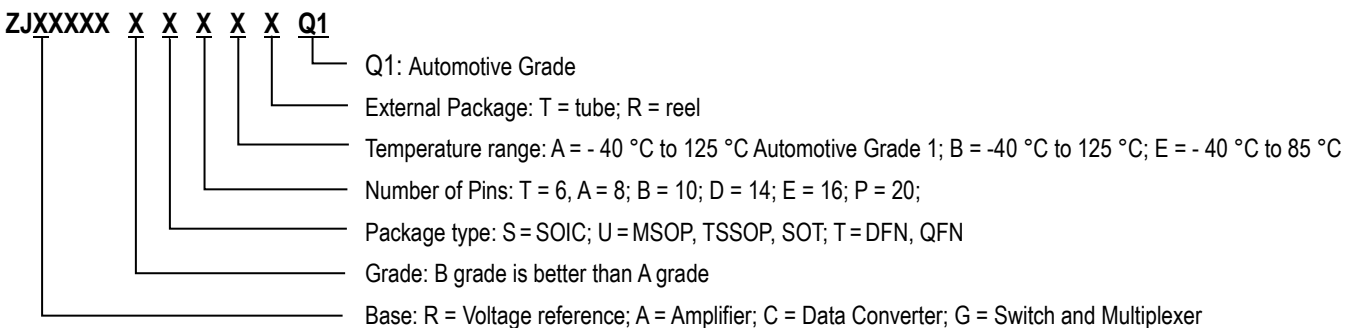 ZJXXXXX X X X X X Q1
Q1: Automotive Grade
External Package: T = tube; R = reel
Temperature range: A = - 40 °C to 125 °C Automotive Grade 1; B = -40 °C to 125 °C; E = - 40 °C to 85 °C
Number of Pins: T = 6, A = 8; B = 10; D = 14; E = 16; P = 20;
Package type: S = SOIC; U = MSOP, TSSOP, SOT; T = DFN, QFN
Grade: B grade is better than A grade
Base: R = Voltage reference; A = Amplifier; C = Data Converter; G = Switch and Multiplexer